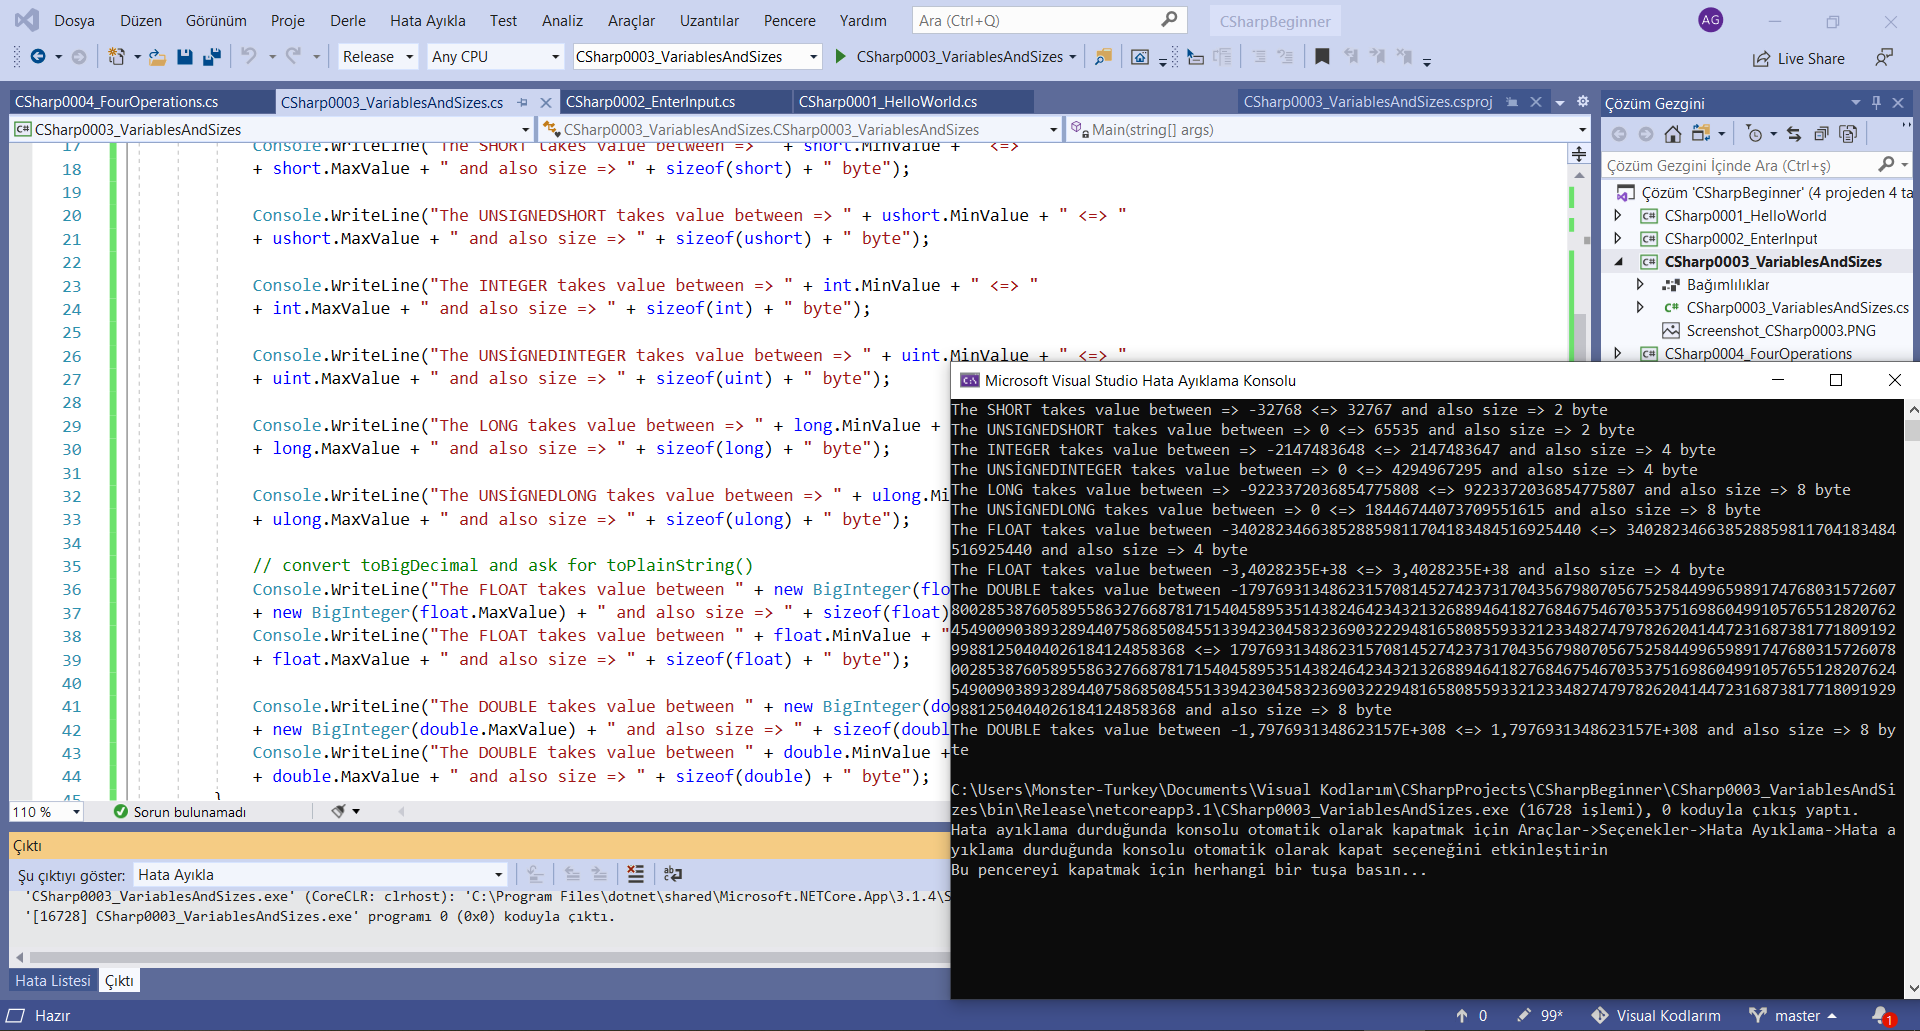 Dosya Düzen Görünüm Proje Derle Hata Ayıkla Test Analiz Araçlar Uzantılar Pencere Yardım Ara (Ctrl+Q) CSharpBeginner AG
Release Any CPU CSharp0003_VariablesAndSizes CSharp0003_VariablesAndSizes Live Share
CSharp0004_FourOperations.cs CSharp0003_VariablesAndSizes.cs CSharp0002_EnterInput.cs CSharp0001_HelloWorld.cs CSharp0003_VariablesAndSizes.csproj
CSharp0003_VariablesAndSizes CSharp0003_VariablesAndSizes.CSharp0003_VariablesAndSizes Main(string[] args)
17 Console.WriteLine("The SHORT takes value between => " + short.MinValue + " <=> "
18 + short.MaxValue + " and also size => " + sizeof(short) + " byte");
19
20 Console.WriteLine("The UNSIGNEDSHORT takes value between => " + ushort.MinValue + " <=> "
21 + ushort.MaxValue + " and also size => " + sizeof(ushort) + " byte");
22
23 Console.WriteLine("The INTEGER takes value between => " + int.MinValue + " <=> "
24 + int.MaxValue + " and also size => " + sizeof(int) + " byte");
25
26 Console.WriteLine("The UNSİGNEDINTEGER takes value between => " + uint.MinValue + " <=> "
27 + uint.MaxValue + " and also size => " + sizeof(uint) + " byte");
28
29 Console.WriteLine("The LONG takes value between => " + long.MinValue +
30 + long.MaxValue + " and also size => " + sizeof(long) + " byte");
31
32 Console.WriteLine("The UNSİGNEDLONG takes value between => " + ulong.Mi
33 + ulong.MaxValue + " and also size => " + sizeof(ulong) + " byte");
34
35 // convert toBigDecimal and ask for toPlainString()
36 Console.WriteLine("The FLOAT takes value between " + new BigInteger(flo
37 + new BigInteger(float.MaxValue) + " and also size => " + sizeof(float)
38 Console.WriteLine("The FLOAT takes value between " + float.MinValue + "
39 + float.MaxValue + " and also size => " + sizeof(float) + " byte");
40
41 Console.WriteLine("The DOUBLE takes value between " + new BigInteger(do
42 + new BigInteger(double.MaxValue) + " and also size => " + sizeof(doubl
43 Console.WriteLine("The DOUBLE takes value between " + double.MinValue +
44 + double.MaxValue + " and also size => " + sizeof(double) + " byte");
45 }
110 % Sorun bulunamadı
Çıktı
Şu çıktıyı göster: Hata Ayıkla
'CSharp0003_VariablesAndSizes.exe' (CoreCLR: clrhost): 'C:\Program Files\dotnet\shared\Microsoft.NETCore.App\3.1.4\S
'[16728] CSharp0003_VariablesAndSizes.exe' programı 0 (0x0) koduyla çıktı.
Hata Listesi Çıktı
Çözüm Gezgini
Çözüm Gezgini İçinde Ara (Ctrl+ş)
Çözüm 'CSharpBeginner' (4 projeden 4 ta
CSharp0001_HelloWorld
CSharp0002_EnterInput
CSharp0003_VariablesAndSizes
Bağımlılıklar
CSharp0003_VariablesAndSizes.cs
Screenshot_CSharp0003.PNG
CSharp0004_FourOperations
Microsoft Visual Studio Hata Ayıklama Konsolu
The SHORT takes value between => -32768 <=> 32767 and also size => 2 byte
The UNSIGNEDSHORT takes value between => 0 <=> 65535 and also size => 2 byte
The INTEGER takes value between => -2147483648 <=> 2147483647 and also size => 4 byte
The UNSİGNEDINTEGER takes value between => 0 <=> 4294967295 and also size => 4 byte
The LONG takes value between => -9223372036854775808 <=> 9223372036854775807 and also size => 8 byte
The UNSİGNEDLONG takes value between => 0 <=> 18446744073709551615 and also size => 8 byte
The FLOAT takes value between -340282346638528859811704183484516925440 <=> 340282346638528859811704183484
516925440 and also size => 4 byte
The FLOAT takes value between -3,4028235E+38 <=> 3,4028235E+38 and also size => 4 byte
The DOUBLE takes value between -1797693134862315708145274237317043567980705675258449965989174768031572607
80028538760589558632766878171540458953514382464234321326889464182768467546703537516986049910576551282076​2
45490090389328944075868508455133942304583236903222948165808559332123347747978262041447231687381771809192
99881250404026184124858368 <=> 1797693134862315708145274237317043567980705675258449965989174768031572607​8
00285387605895586327668781715404589535143824642343213268894641827684675467035375169860499105765512820762​4
54900903893289440758685084551339423045832369032229481658085593321233477479782620414472316873817718091929
9881250404026184124858368 and also size => 8 byte
The DOUBLE takes value between -1,7976931348623157E+308 <=> 1,7976931348623157E+308 and also size => 8 by
te
C:\Users\Monster-Turkey\Documents\Visual Kodlarım\CSharpProjects\CSharpBeginner\CSharp0003_VariablesAndSi
zes\bin\Release\netcoreapp3.1\CSharp0003_VariablesAndSizes.exe (16728 işlemi), 0 koduyla çıkış yaptı.
Hata ayıklama durduğunda konsolu otomatik olarak kapatmak için Araçlar->Seçenekler->Hata Ayıklama->Hata a
yıklama durduğunda konsolu otomatik olarak kapat seçeneğini etkinleştirin
Bu pencereyi kapatmak için herhangi bir tuşa basın...
Hazır 0 99* Visual Kodlarım master 1